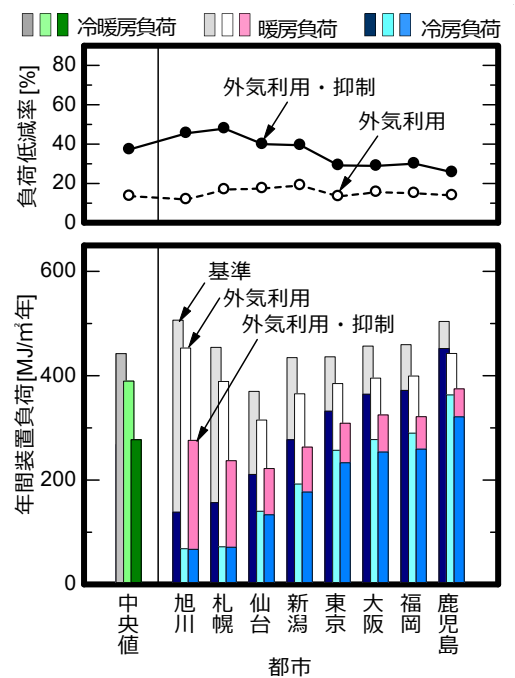 冷暖房負荷 暖房負荷 冷房負荷
負荷低減率[%]
80
60
40
20
0
外気利用・抑制
外気利用
年間装置負荷[MJ/㎡年]
600
400
200
0
基準
外気利用
外気利用・抑制
中央値 旭川 札幌 仙台 新潟 東京 大阪 福岡 鹿児島
都市